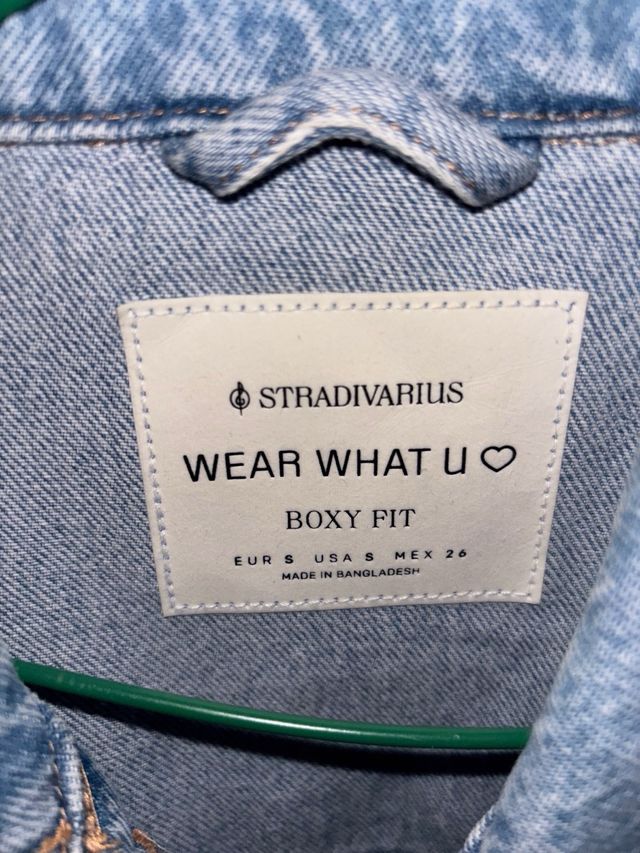 STRADIVARIUS
WEAR WHAT U ♡
BOXY FIT
EUR S USA S MEX 26
MADE IN BANGLADESH